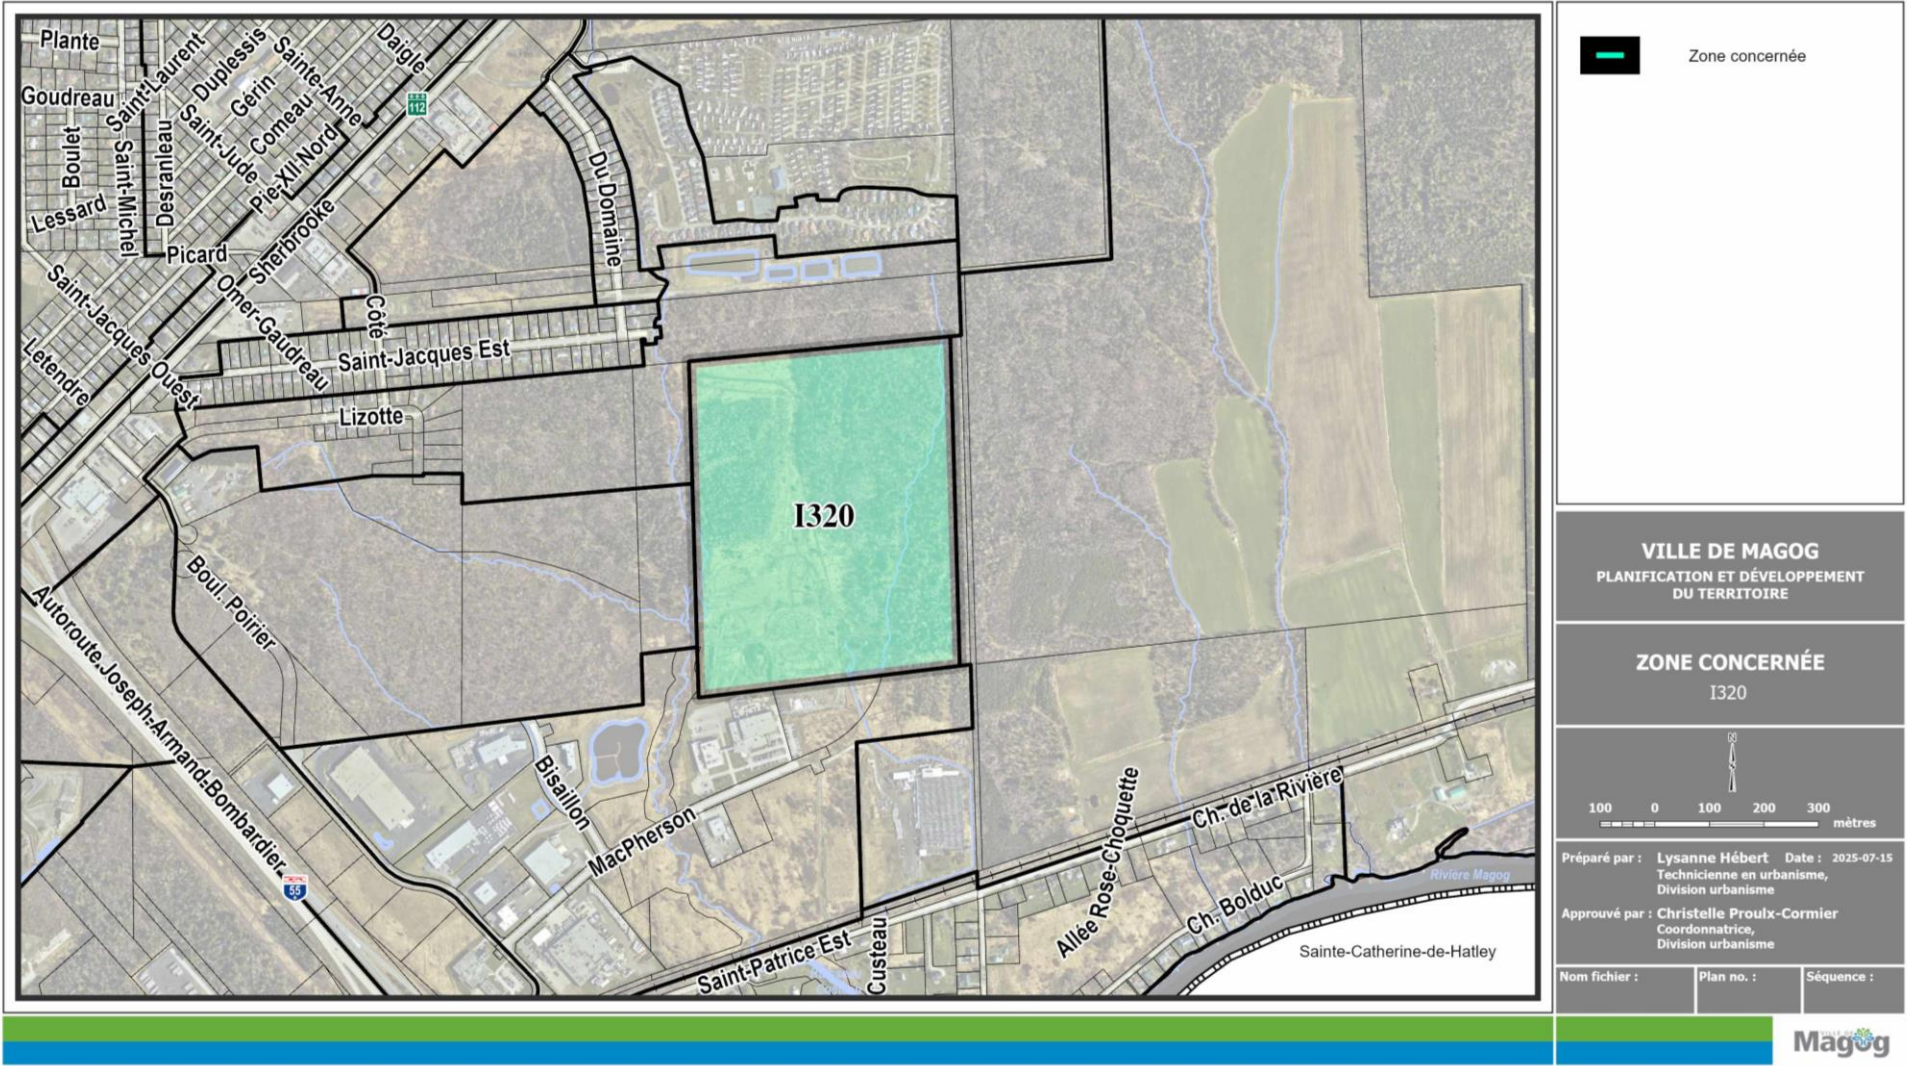 Plante
Saint-Laurent
Duplessis
Sainte-Anne
Daigle
Goudreau
Gerin
112
Boulet
Saint-Michel
Desranleau
Saint-Jude
Comeau
Pie-XII-Nord
Lessard
Picard
Sherbrooke
Du Domaine
Saint-Jacques Ouest
Omer-Gaudreau
Côté
Letendre
Saint-Jacques Est
Lizotte
I320
Boul. Poirier
Autoroute Joseph-Armand-Bombardier
55
Bisaillon
MacPherson
Saint-Patrice Est
Custeau
Allée Rose-Choquette
Ch. de la Rivière
Ch. Bolduc
Rivière Magog
Sainte-Catherine-de-Hatley
Zone concernée
VILLE DE MAGOG
PLANIFICATION ET DÉVELOPPEMENT
DU TERRITOIRE
ZONE CONCERNÉE
I320
N
100 0 100 200 300
mètres
Préparé par : Lysanne Hébert Date : 2025-07-15
Technicienne en urbanisme,
Division urbanisme
Approuvé par : Christelle Proulx-Cormier
Coordonnatrice,
Division urbanisme
Nom fichier : Plan no. : Séquence :
VILLE DE
Magog